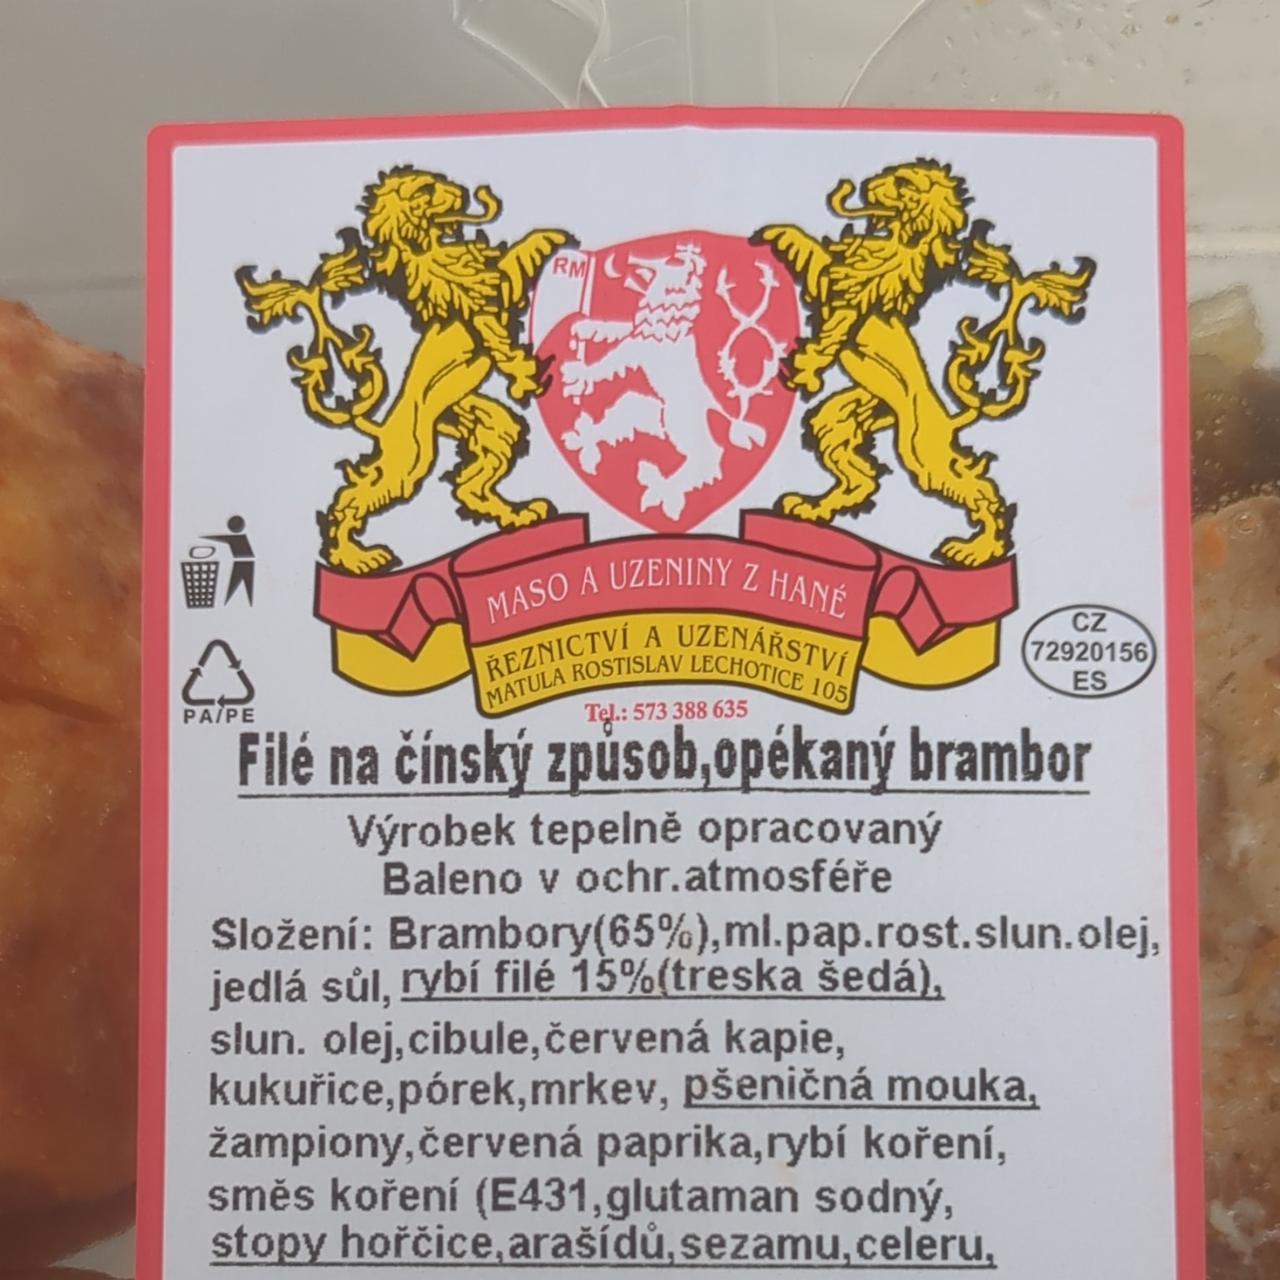 RM
MASO A UZENINY Z HANÉ
ŘEZNICTVÍ A UZENÁŘSTVÍ
MATULA ROSTISLAV LECHOTICE 105
Tel.: 573 388 635
CZ
72920156
ES
PA/PE
Filé na čínský způsob,opékaný brambor
Výrobek tepelně opracovaný
Baleno v ochr.atmosféře
Složení: Brambory(65%),ml.pap.rost.slun.olej,
jedlá sůl, rybí filé 15%(treska šedá),
slun. olej,cibule,červená kapie,
kukuřice,pórek,mrkev, pšeničná mouka,
žampiony,červená paprika,rybí koření,
směs koření (E431,glutaman sodný,
stopy hořčice,arašídů,sezamu,celeru,